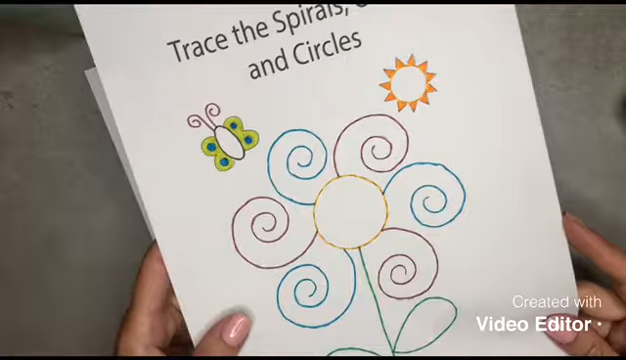 Trace the Spirals,
and Circles
Created with
Video Editor